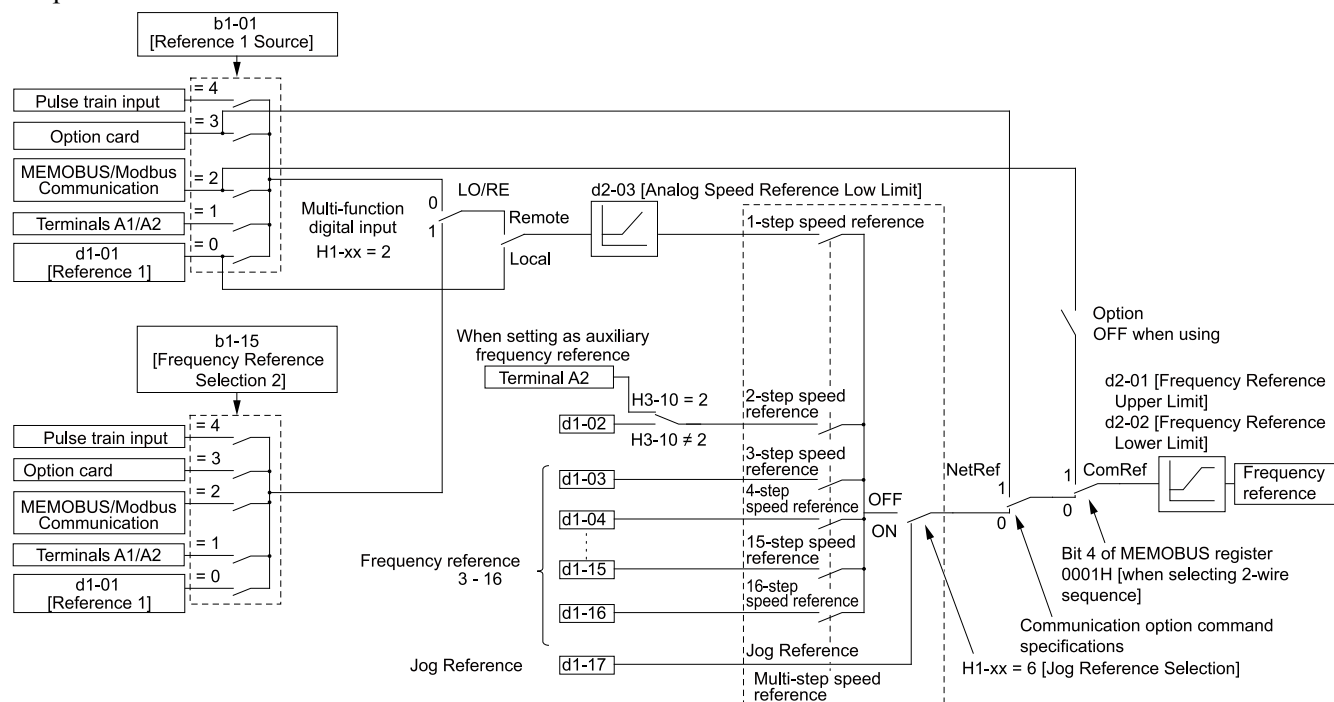 b1-01
[Reference 1 Source]
Pulse train input
= 4
Option card
= 3
MEMOBUS/Modbus
Communication
= 2
Terminals A1/A2
= 1
d1-01
[Reference 1]
= 0
Multi-function
digital input
H1-xx = 2
0
1
LO/RE
Remote
Local
d2-03 [Analog Speed Reference Low Limit]
1-step speed reference
b1-15
[Frequency Reference
Selection 2]
Pulse train input
= 4
Option card
= 3
MEMOBUS/Modbus
Communication
= 2
Terminals A1/A2
= 1
d1-01
[Reference 1]
= 0
When setting as auxiliary
frequency reference
Terminal A2
H3-10 = 2
d1-02
H3-10 ≠ 2
2-step speed
reference
Frequency reference
3 - 16
d1-03
3-step speed
reference
d1-04
4-step
speed reference
d1-15
15-step speed
reference
d1-16
16-step
speed reference
Jog Reference
d1-17
Jog Reference
Multi-step speed
reference
OFF
ON
NetRef
1
0
Option
OFF when using
1
0
ComRef
d2-01 [Frequency Reference
Upper Limit]
d2-02 [Frequency Reference
Lower Limit]
Frequency
reference
Bit 4 of MEMOBUS register
0001H [when selecting 2-wire
sequence]
Communication option command
specifications
H1-xx = 6 [Jog Reference Selection]